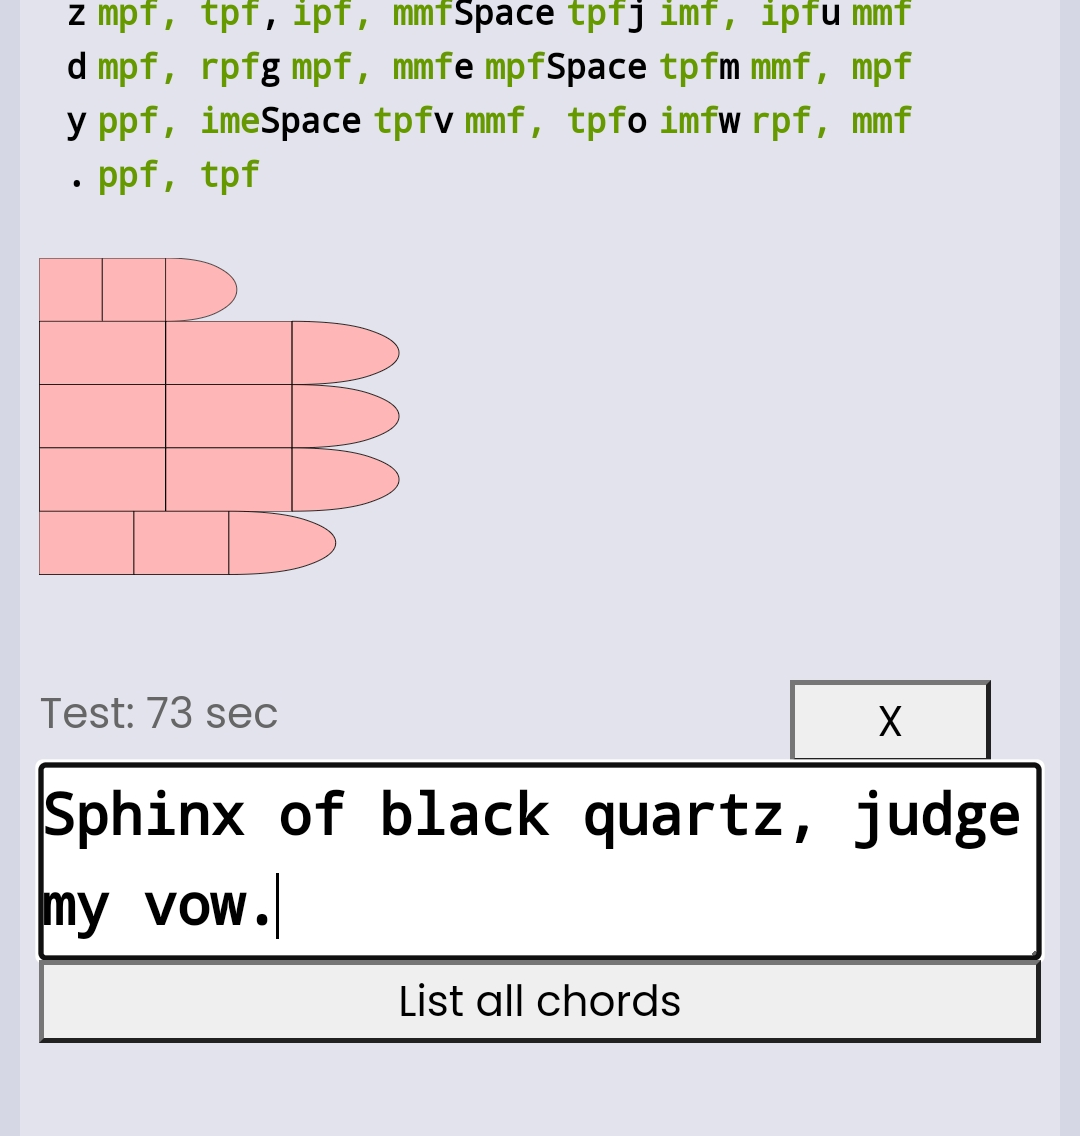 z mpf, tpf, ipf, mmfSpace tpfj imf, ipfu mmf
d mpf, rpfg mpf, mmfe mpfSpace tpfm mmf, mpf
y ppf, imeSpace tpfv mmf, tpfo imfw rpf, mmf
. ppf, tpf
Test: 73 sec
X
Sphinx of black quartz, judge
my vow.
List all chords